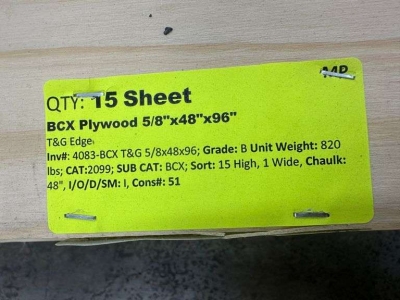 QTY: 15 Sheet
BCX Plywood 5/8"x48"x96"
T&G Edge
Inv#: 4083-BCX T&G 5/8x48x96; Grade: B Unit Weight: 820
lbs; CAT:2099; SUB CAT: BCX; Sort: 15 High, 1 Wide, Chaulk:
48", I/O/D/SM: I, Cons#: 51